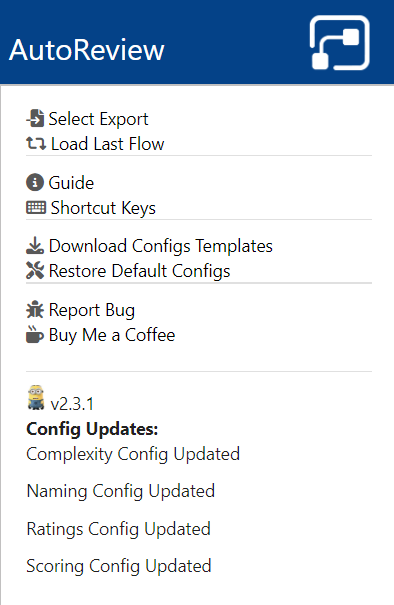 AutoReview
Select Export
Load Last Flow
Guide
Shortcut Keys
Download Configs Templates
Restore Default Configs
Report Bug
Buy Me a Coffee
v2.3.1
Config Updates:
Complexity Config Updated
Naming Config Updated
Ratings Config Updated
Scoring Config Updated